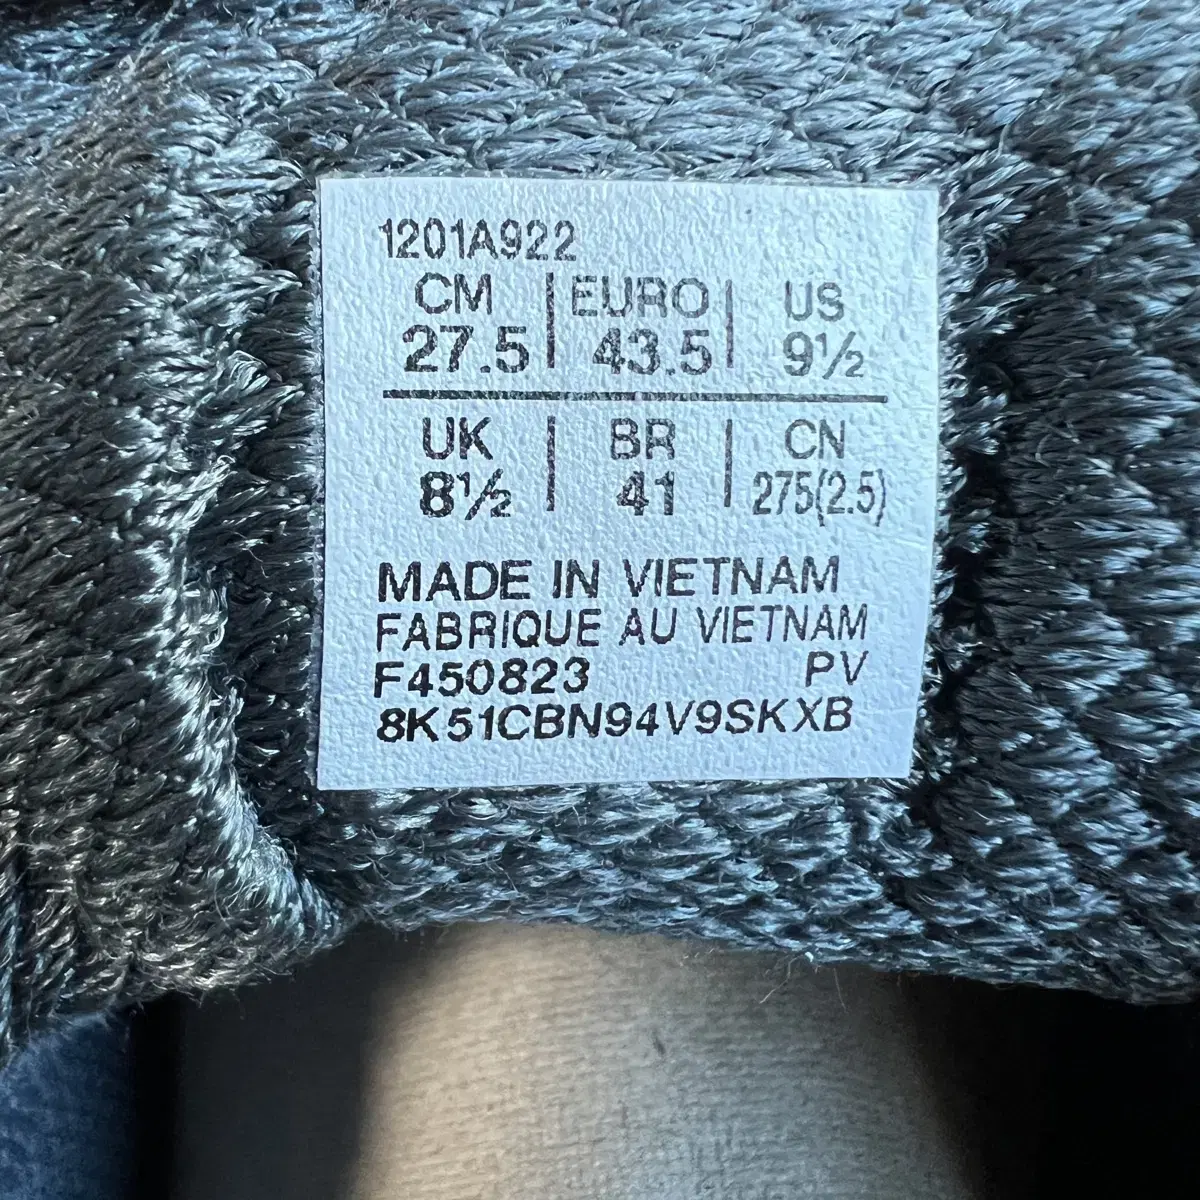 1201A922
CM | EURO | US
27.5 | 43.5 | 9½
UK | BR | CN
8½ | 41 | 275(2.5)
MADE IN VIETNAM
FABRIQUE AU VIETNAM
F450823 PV
8K51CBN94V9SKXB